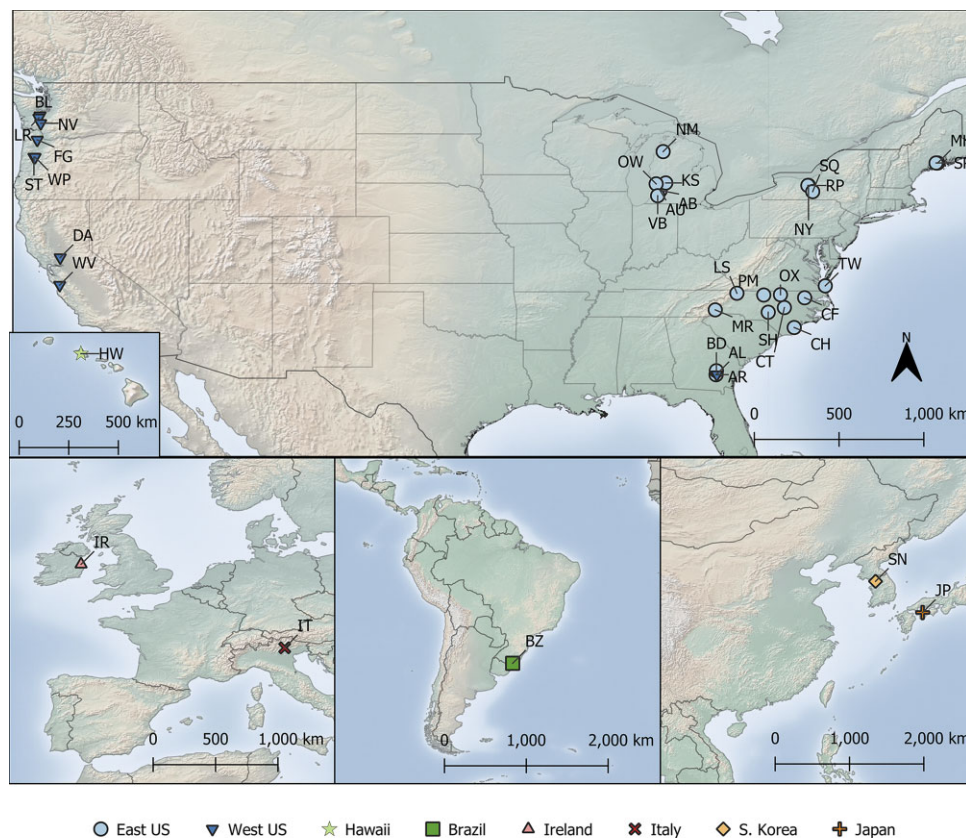 BL
NV
LR
FG
WP
ST
DA
WV
NM
OW
KS
AB
AU
VB
SQ
RP
NY
TW
LS
PM
OX
CF
MR
SH
CT
CH
BD
AL
AR
N
0 500 1,000 km
HW
0 250 500 km
IR
IT
0 500 1,000 km
BZ
0 1,000 2,000 km
SN
JP
0 1,000 2,000 km
East US West US Hawaii Brazil Ireland Italy S. Korea Japan